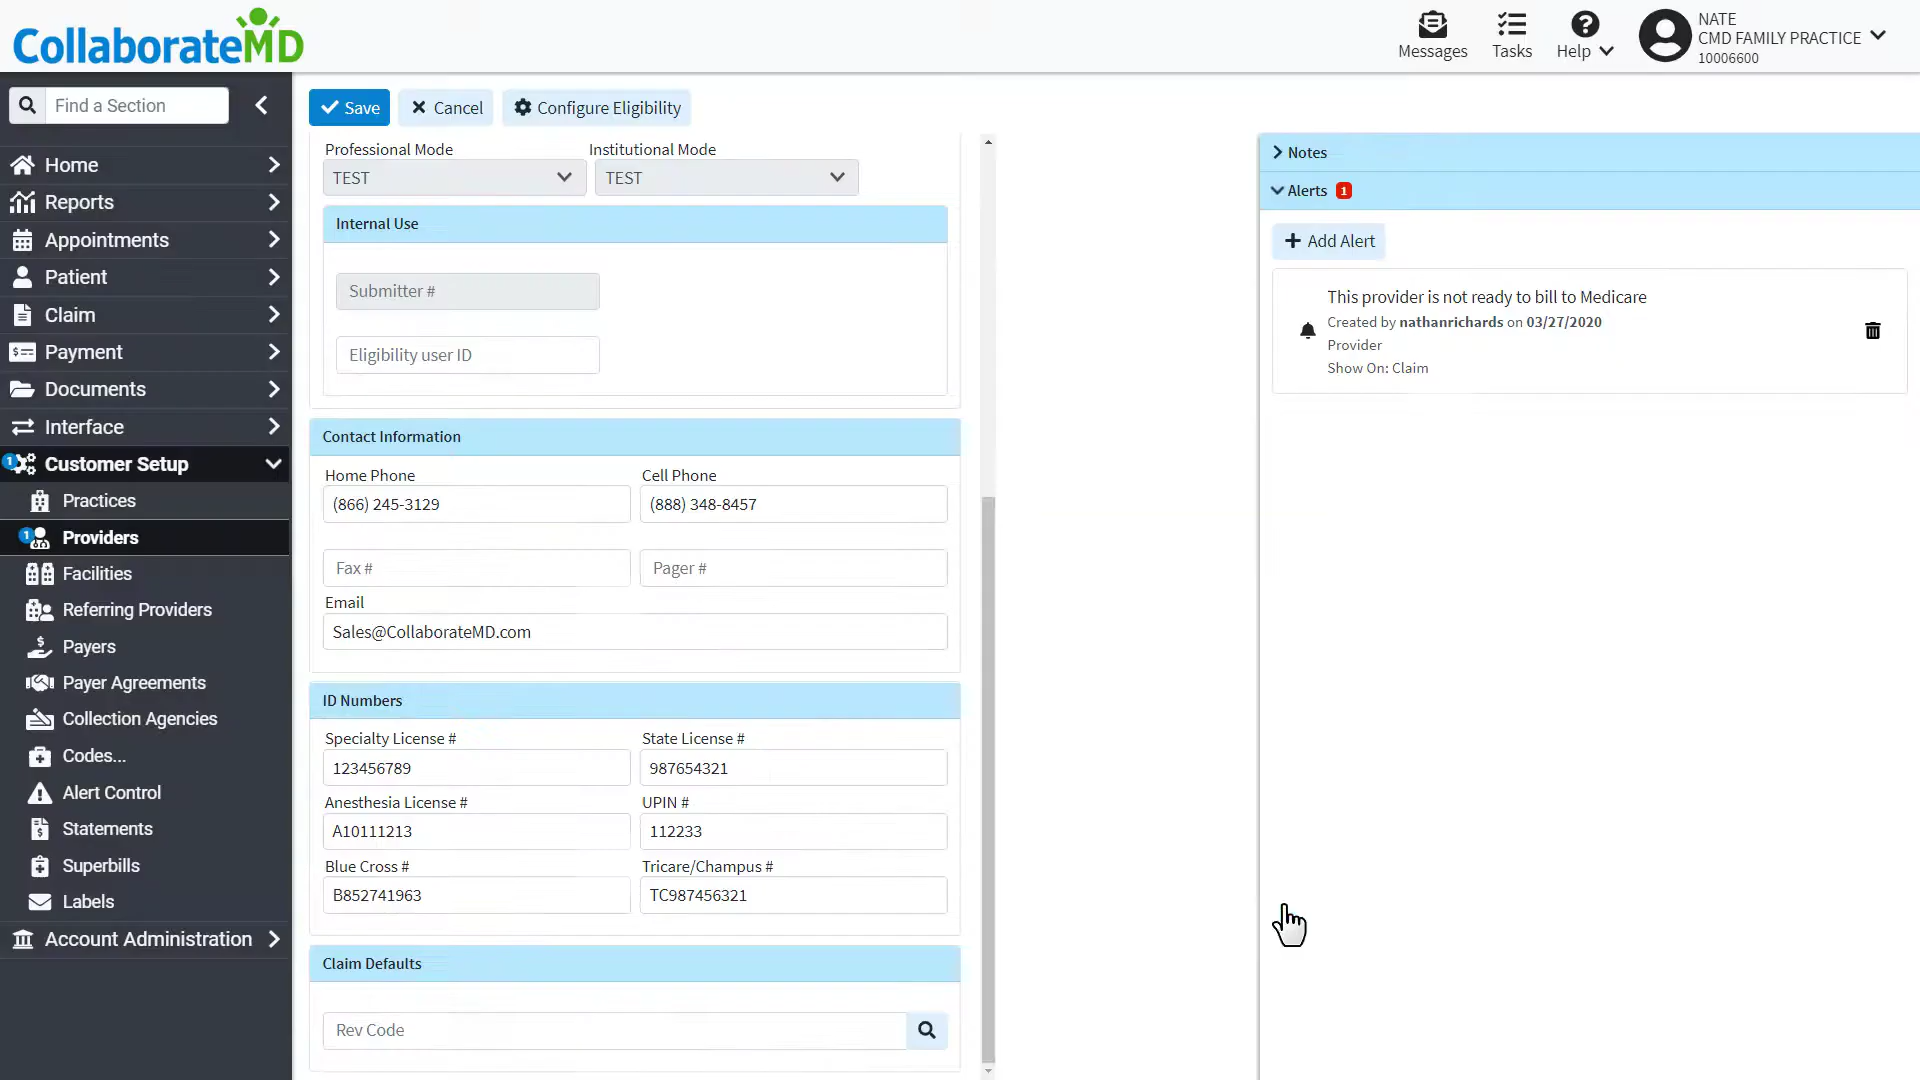 CollaborateMD
Messages
Tasks
Help
NATE
CMD FAMILY PRACTICE
10006600
Find a Section
Home
Reports
Appointments
Patient
Claim
Payment
Documents
Interface
1
Customer Setup
Practices
1
Providers
Facilities
Referring Providers
Payers
Payer Agreements
Collection Agencies
Codes...
Alert Control
Statements
Superbills
Labels
Account Administration
Save
Cancel
Configure Eligibility
Professional Mode
Institutional Mode
TEST
TEST
Internal Use
Submitter #
Eligibility user ID
Contact Information
Home Phone
Cell Phone
(866) 245-3129
(888) 348-8457
Fax #
Pager #
Email
Sales@CollaborateMD.com
ID Numbers
Specialty License #
State License #
123456789
987654321
Anesthesia License #
UPIN #
A10111213
112233
Blue Cross #
Tricare/Champus #
B852741963
TC987456321
Claim Defaults
Rev Code
Notes
Alerts 1
Add Alert
This provider is not ready to bill to Medicare
Created by nathanrichards on 03/27/2020
Provider
Show On: Claim